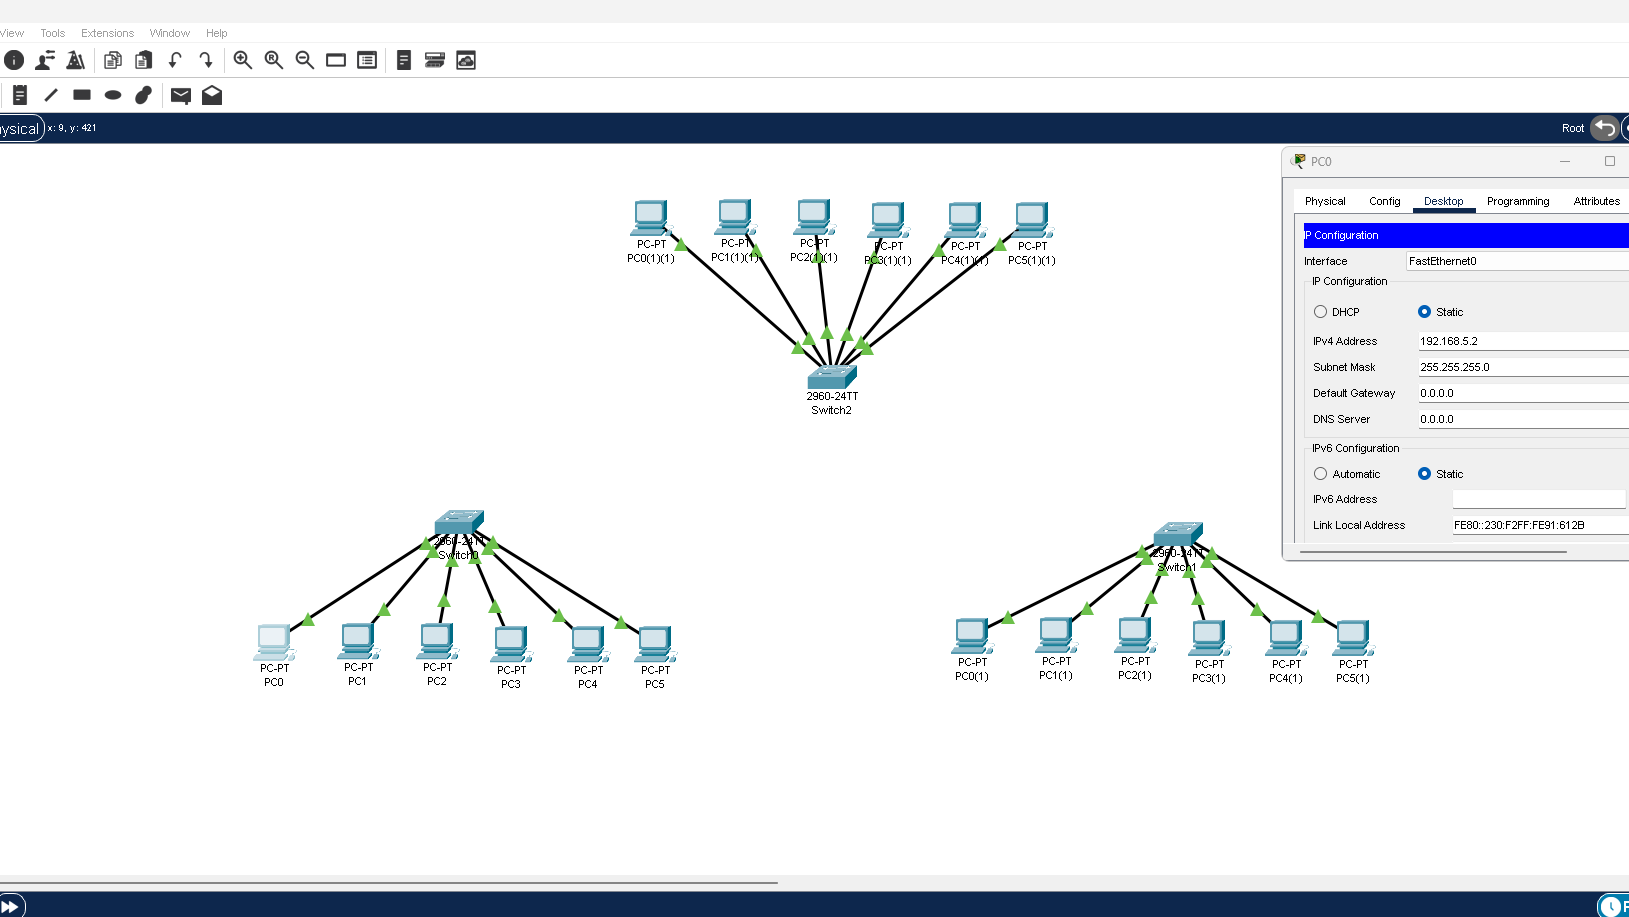 View Tools Extensions Window Help
ysical x: 9, y: 421 Root
PC0
Physical Config Desktop Programming Attributes
IP Configuration
Interface FastEthernet0
IP Configuration
DHCP Static
IPv4 Address 192.168.5.2
Subnet Mask 255.255.255.0
Default Gateway 0.0.0.0
DNS Server 0.0.0.0
IPv6 Configuration
Automatic Static
IPv6 Address
Link Local Address FE80::230:F2FF:FE91:612B
PC-PT PC-PT PC-PT PC-PT PC-PT PC-PT
PC0(1)(1) PC1(1)(1) PC2(1)(1) PC3(1)(1) PC4(1)(1) PC5(1)(1)
2960-24TT
Switch2
2960-24TT
Switch0
2960-24TT
Switch1
PC-PT PC-PT PC-PT PC-PT PC-PT PC-PT
PC0 PC1 PC2 PC3 PC4 PC5
PC-PT PC-PT PC-PT PC-PT PC-PT PC-PT
PC0(1) PC1(1) PC2(1) PC3(1) PC4(1) PC5(1)